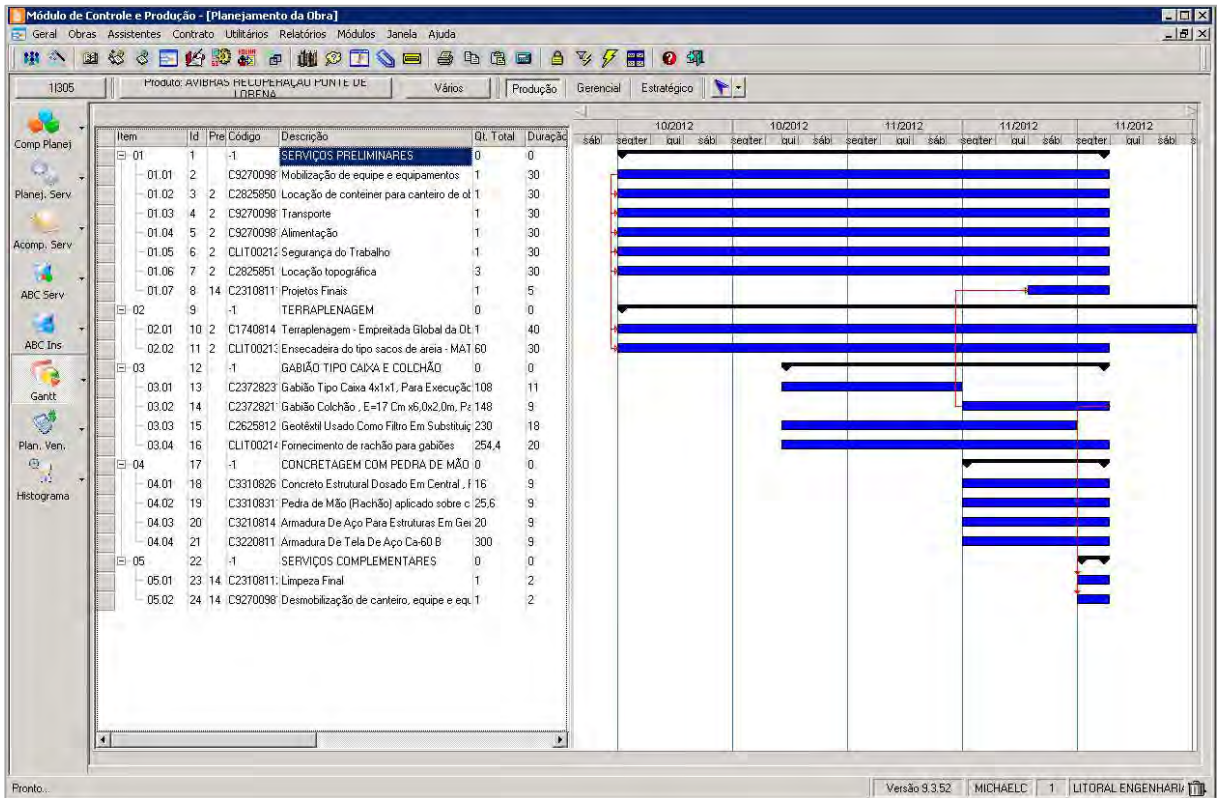 Módulo de Controle e Produção - [Planejamento da Obra]
Geral Obras Assistentes Contrato Utilitários Relatórios Módulos Janela Ajuda
1I305 Produto: AVIBRAS RECUPERAÇÃO PONTE DE LORENA Vários Produção Gerencial Estratégico
Comp Planej
Planej. Serv
Acomp. Serv
ABC Serv
ABC Ins
Gantt
Plan. Ven.
Histograma
Item Id Pre Código Descrição Qt. Total Duração
01 1 -1 SERVIÇOS PRELIMINARES 0 0
01.01 2 C9270098 Mobilização de equipe e equipamentos 1 30
01.02 3 2 C2825850 Locação de conteiner para canteiro de ob 1 30
01.03 4 2 C9270098 Transporte 1 30
01.04 5 2 C9270098 Alimentação 1 30
01.05 6 2 CLIT00212 Segurança do Trabalho 1 30
01.06 7 2 C2825851 Locação topográfica 3 30
01.07 8 14 C2310811 Projetos Finais 1 5
02 9 -1 TERRAPLENAGEM 0 0
02.01 10 2 C1740814 Terraplenagem - Empreitada Global da Ob 1 40
02.02 11 2 CLIT00213 Ensecadeira do tipo sacos de areia - MAT 60 30
03 12 -1 GABIÃO TIPO CAIXA E COLCHÃO 0 0
03.01 13 C2372823 Gabião Tipo Caixa 4x1x1, Para Execução 108 11
03.02 14 C2372821 Gabião Colchão , E=17 Cm x6,0x2,0m, Pa 148 9
03.03 15 C2625812 Geotêxtil Usado Como Filtro Em Substituiç 230 18
03.04 16 CLIT00214 Fornecimento de rachão para gabiões 254,4 20
04 17 -1 CONCRETAGEM COM PEDRA DE MÃO 0 0
04.01 18 C3310826 Concreto Estrutural Dosado Em Central , F 16 9
04.02 19 C3310831 Pedra de Mão (Rachão) aplicado sobre c 25,6 9
04.03 20 C3210814 Armadura De Aço Para Estruturas Em Ger 20 9
04.04 21 C3220811 Armadura De Tela De Aço Ca-60 B 300 9
05 22 -1 SERVIÇOS COMPLEMENTARES 0 0
05.01 23 14 C2310811 Limpeza Final 1 2
05.02 24 14 C9270098 Desmobilização de canteiro, equipe e equ 1 2
10/2012 10/2012 11/2012 11/2012 11/2012
sáb seg ter qui sáb seg ter qui sáb seg ter qui sáb seg ter qui sáb seg ter qui sáb s
Pronto... Versão 9.3.52 MICHAELC 1 LITORAL ENGENHARI